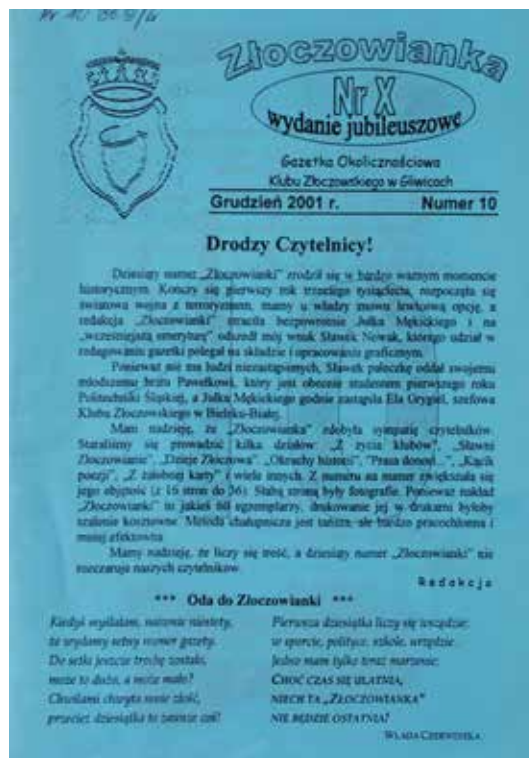 Złoczowianka
Nr X
wydanie jubileuszowe
Gazetka Okolicznościowa
Klubu Złoczowskiego w Gliwicach
Grudzień 2001 r. Numer 10
Drodzy Czytelnicy!
Dziesiąty numer „Złoczowianki” zrodził się w bardzo ważnym momencie
historycznym. Kończy się pierwszy rok trzeciego tysiąclecia, rozpoczęła się
światowa wojna z terroryzmem, mamy u władzy znowu lewicową opcję, a
redakcja „Złoczowianki” straciła bezpowrotnie Julka Mękickiego i na
„wcześniejszą emeryturę” odszedł mój wnuk Sławek Nowak, którego udział w
redagowaniu gazetki polegał na składzie i opracowaniu graficznym.
Ponieważ nie ma ludzi niezastąpionych, Sławek pałeczkę oddał swojemu
młodszemu bratu Pawełkowi, który jest obecnie studentem pierwszego roku
Politechniki Śląskiej, a Julka Mękickiego godnie zastąpiła Ela Grygiel, szefowa
Klubu Złoczowskiego w Bielsku-Białej.
Mam nadzieję, że „Złoczowianka” zdobyła sympatię czytelników.
Staraliśmy się prowadzić kilka działów: „Z życia klubów”, „Sławni
Złoczowianie”, „Dzieje Złoczowa”, „Okruchy historii”, "Prasa donosi...", „Kącik
poezji”, „Z żałobnej karty” i wiele innych. Z numeru na numer zwiększała się
jego objętość (z 16 stron do 36). Słabą stroną były fotografie. Ponieważ nakład
„Złoczowianki” to jakieś 60 egzemplarzy, drukowanie jej w drukarni byłoby
szalenie kosztowne. Metoda chałupnicza jest tańsza, ale bardzo pracochłonna i
mniej efektowna.
Mamy nadzieję, że liczy się treść, a dziesiąty numer „Złoczowianki” nie
rozczaruje naszych czytelników.
Redakcja
*** Oda do Złoczowianki ***
Kiedyś myślałam, naiwnie niestety,
że wydamy setny numer gazety.
Do setki jeszcze trochę zostało,
może to dużo, a może mało?
Chwilami chwyta mnie złość,
przecież dziesiątka to zawsze coś!
Pierwsza dziesiątka liczy się wszędzie:
w sporcie, polityce, szkole, urzędzie.
Jedno mam tylko teraz marzenie:
CHOĆ CZAS SIĘ ULATNIA,
NIECH TA „ZŁOCZOWIANKA”
NIE BĘDZIE OSTATNIA!
WŁADA CZERWIŃSKA